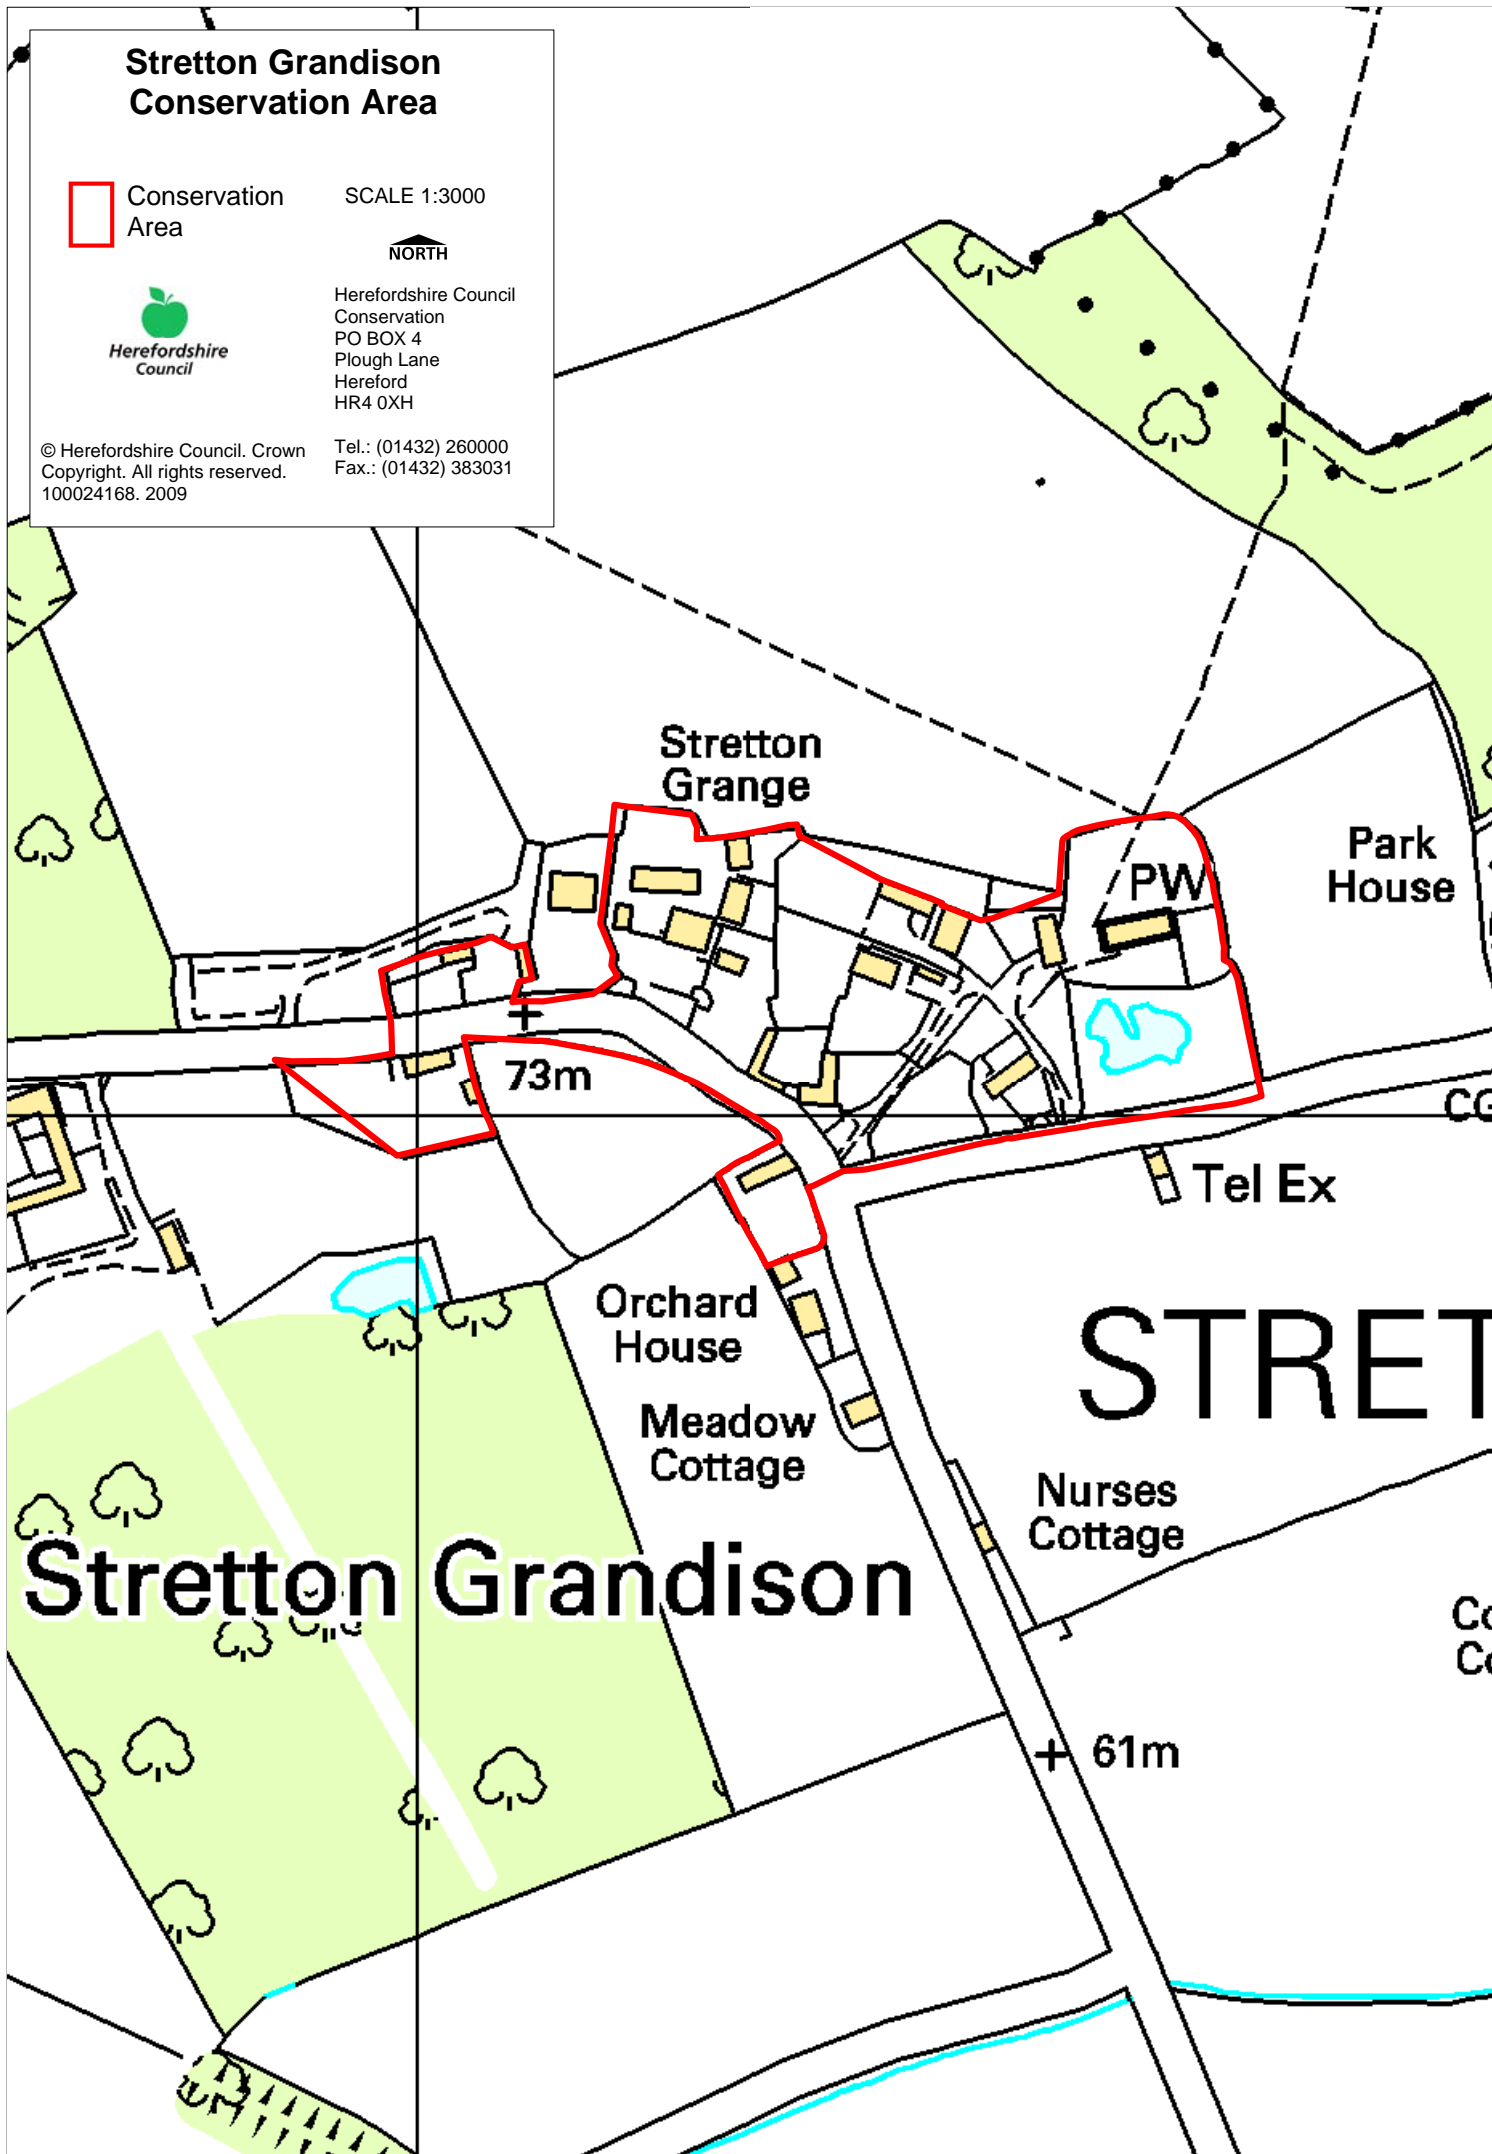 Stretton Grandison
Conservation Area
Conservation
Area
SCALE 1:3000
NORTH
Herefordshire
Council
Herefordshire Council
Conservation
PO BOX 4
Plough Lane
Hereford
HR4 0XH
Tel.: (01432) 260000
Fax.: (01432) 383031
© Herefordshire Council. Crown
Copyright. All rights reserved.
100024168. 2009
Stretton
Grange
PW
Park
House
73m
CG
Tel Ex
Orchard
House
STRET
Meadow
Cottage
Nurses
Cottage
Stretton Grandison
Co
Co
61m